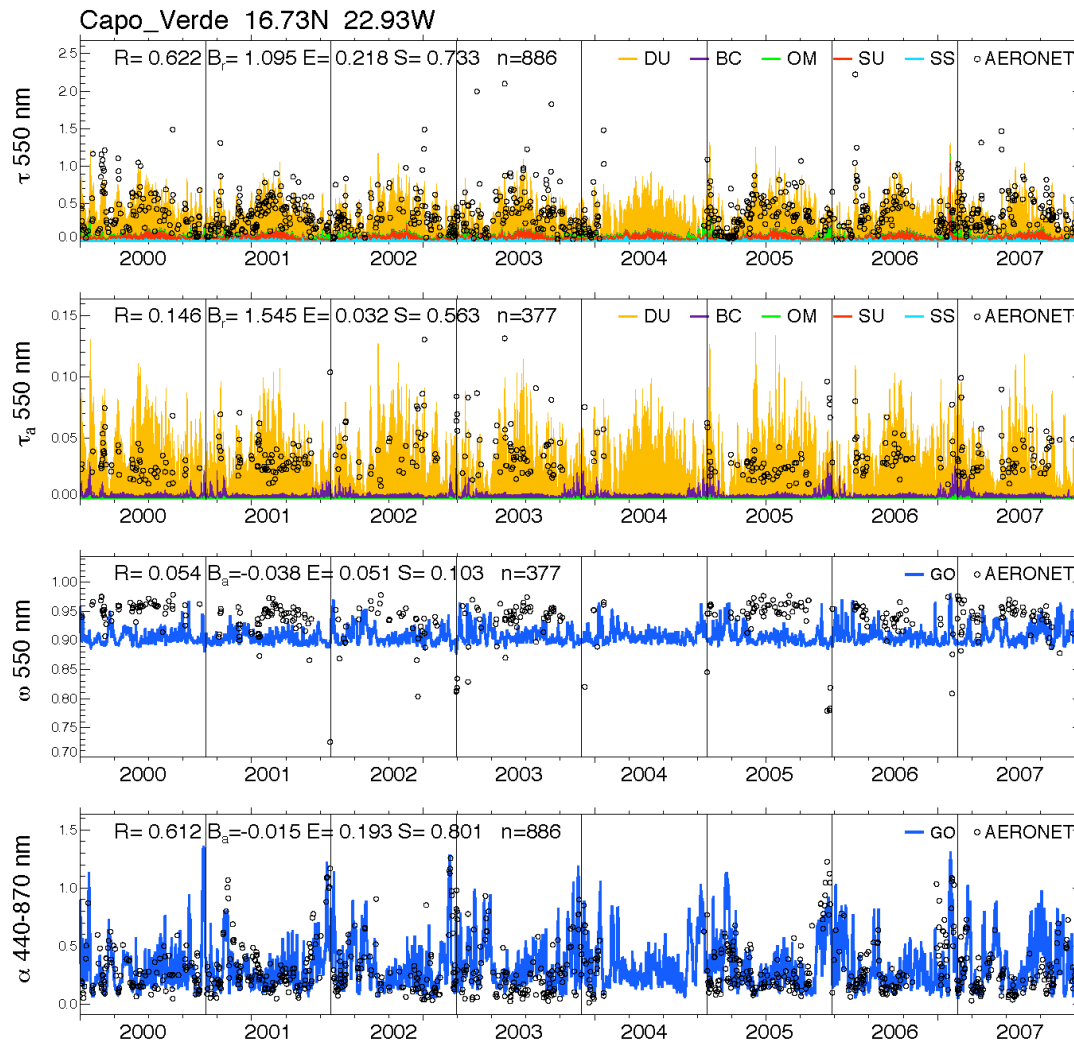 Capo_Verde 16.73N 22.93W
R= 0.622 Br= 1.095 E= 0.218 S= 0.733 n=886
DU BC OM SU SS AERONET
τ 550 nm
2.5
2.0
1.5
1.0
0.5
0.0
2000 2001 2002 2003 2004 2005 2006 2007
R= 0.146 Br= 1.545 E= 0.032 S= 0.563 n=377
DU BC OM SU SS AERONET
τa 550 nm
0.15
0.10
0.05
0.00
2000 2001 2002 2003 2004 2005 2006 2007
R= 0.054 Ba=-0.038 E= 0.051 S= 0.103 n=377
GO AERONET
ω 550 nm
1.00
0.95
0.90
0.85
0.80
0.75
0.70
2000 2001 2002 2003 2004 2005 2006 2007
R= 0.612 Ba=-0.015 E= 0.193 S= 0.801 n=886
GO AERONET
α 440-870 nm
1.5
1.0
0.5
0.0
2000 2001 2002 2003 2004 2005 2006 2007